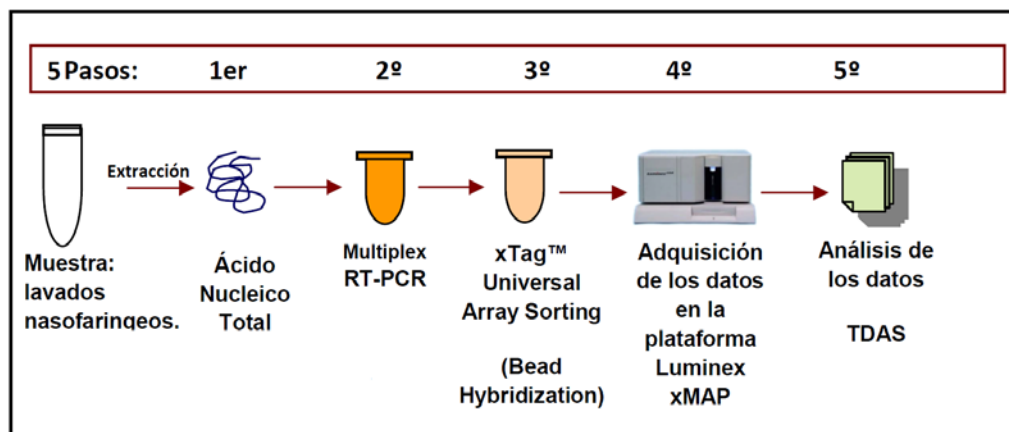 5 Pasos: 1er 2º 3º 4º 5º
Extracción
Muestra:
lavados
nasofaringeos.
Ácido
Nucleico
Total
Multiplex
RT-PCR
xTag™
Universal
Array Sorting
(Bead
Hybridization)
Adquisición
de los datos
en la
plataforma
Luminex
xMAP
Análisis de
los datos
TDAS